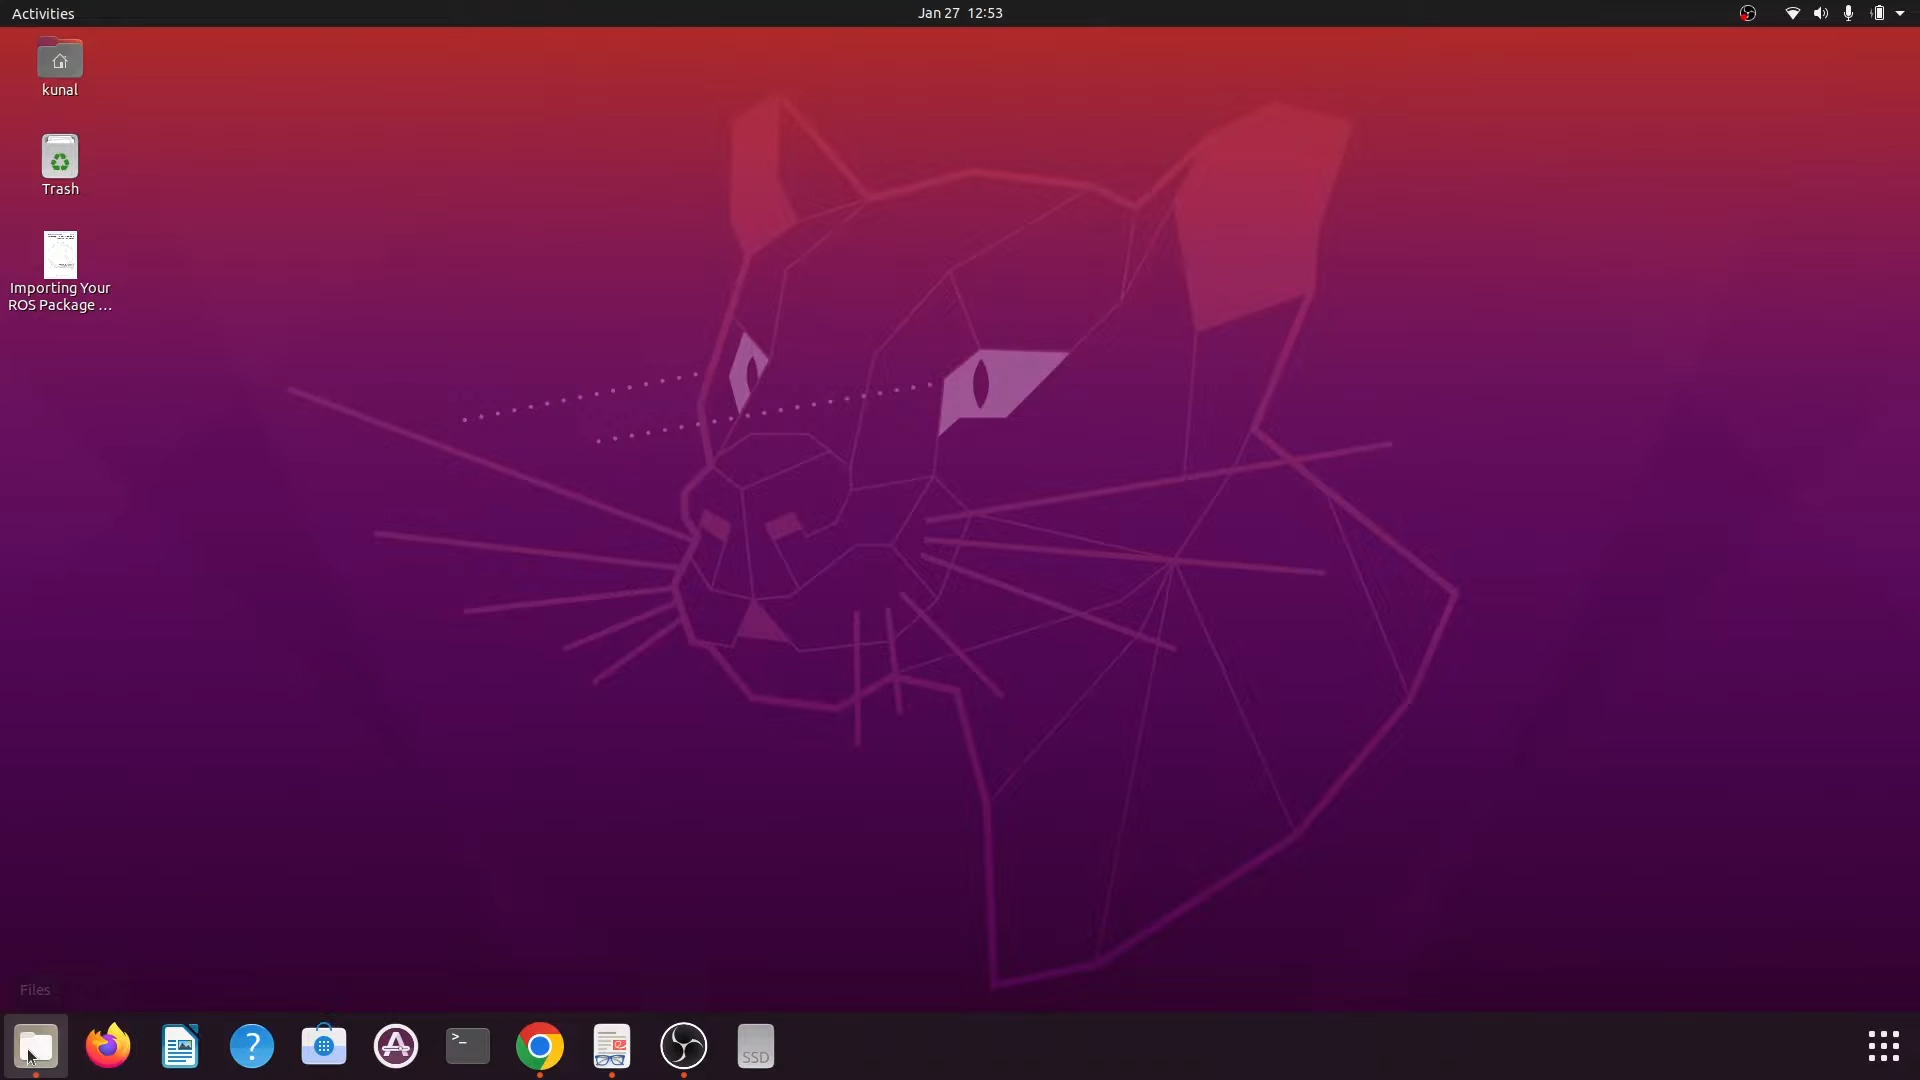 Activities
Jan 27 12:53
kunal
Trash
Importing Your
ROS Package ...
Files
>_
?
SSD